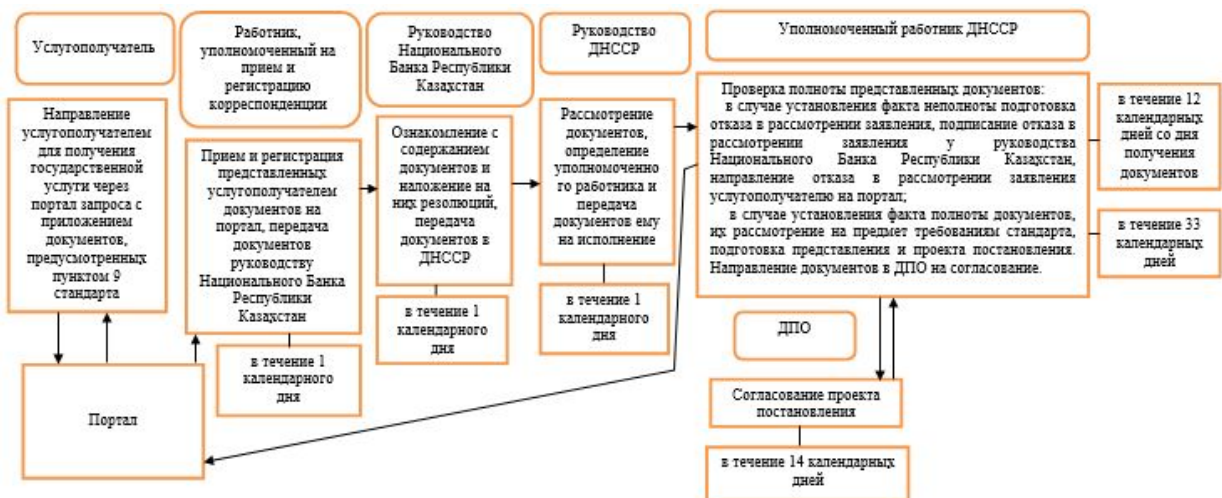 Услугополучатель
Работник,
уполномоченный на
прием и
регистрацию
корреспонденции
Руководство
Национального
Банка Республики
Казахстан
Руководство
ДНССР
Уполномоченный работник ДНССР
Направление
услугополучателем
для получения
государственной
услуги через
портал запроса с
приложением
документов,
предусмотренных
пунктом 9
стандарта
Прием и регистрация
представленных
услугополучателем
документов на
портал, передача
документов
руководству
Национального Банка
Республики
Казахстан
Ознакомление с
содержанием
документов и
наложение на
них резолюций,
передача
документов в
ДНССР
Рассмотрение
документов,
определение
уполномоченно
го работника и
передача
документов ему
на исполнение
Проверка полноты представленных документов:
в случае установления факта неполноты подготовка
отказа в рассмотрении заявления, подписание отказа в
рассмотрении заявления у руководства
Национального Банка Республики Казахстан,
направление отказа в рассмотрении заявления
услугополучателю на портал;
в случае установления факта полноты документов,
их рассмотрение на предмет требованиям стандарта,
подготовка представления и проекта постановления.
Направление документов в ДПО на согласование.
в течение 12
календарных
дней со дня
получения
документов
в течение 33
календарных
дней
Портал
в течение 1
календарного
дня
в течение 1
календарного
дня
в течение 1
календарного
дня
ДПО
Согласование проекта
постановления
в течение 14 календарных
дней